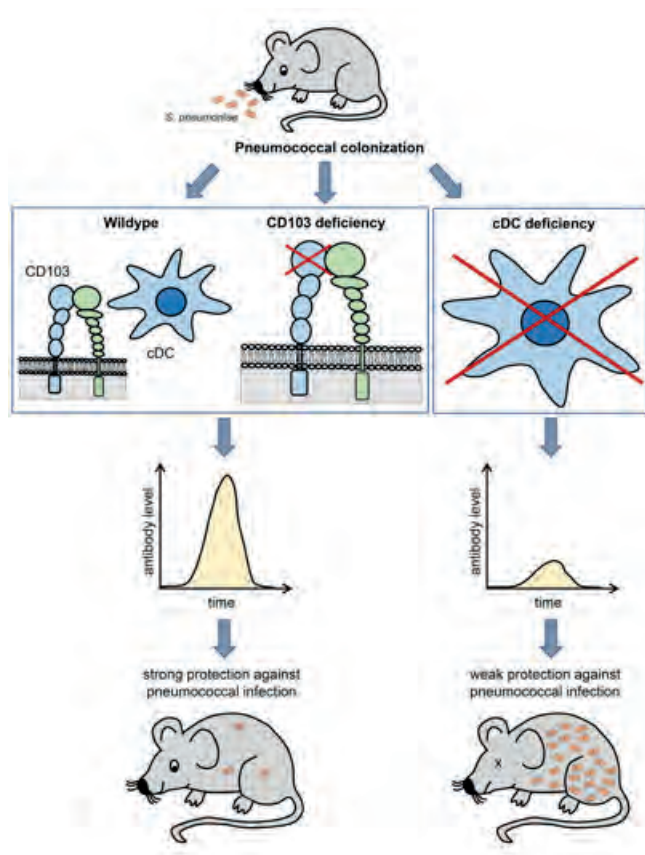 S. pneumoniae
Pneumococcal colonization
Wildype
CD103 deficiency
cDC deficiency
CD103
cDC
antibody level
time
antibody level
time
strong protection against
pneumococcal infection
weak protection against
pneumococcal infection
x